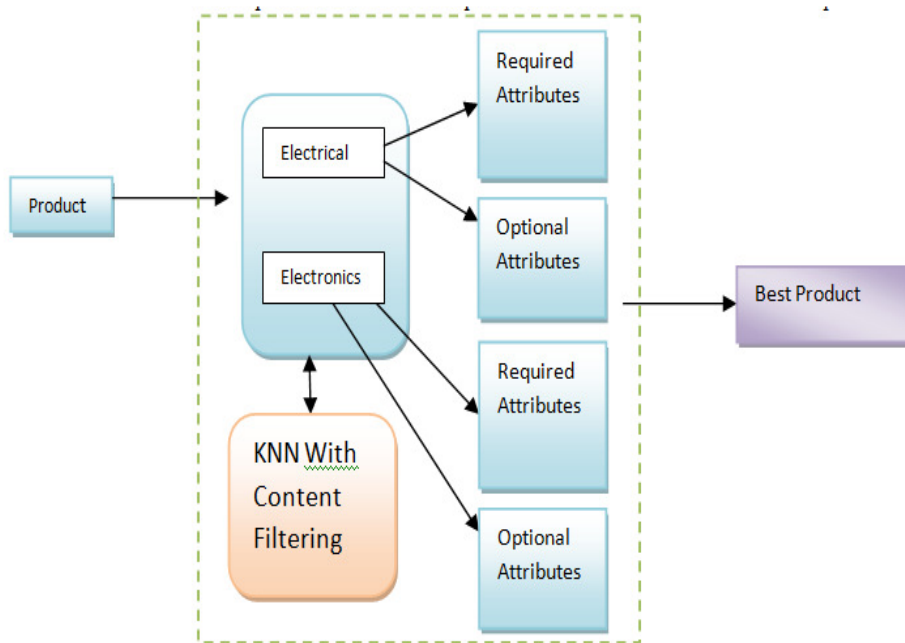 Product
Electrical
Electronics
KNN With
Content
Filtering
Required
Attributes
Optional
Attributes
Required
Attributes
Optional
Attributes
Best Product